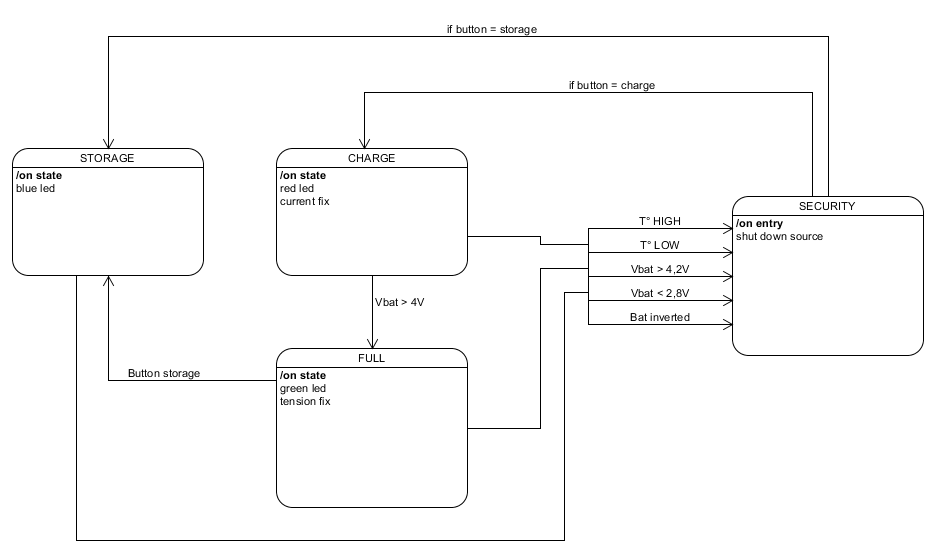 if button = storage
if button = charge
STORAGE
/on state
blue led
CHARGE
/on state
red led
current fix
SECURITY
/on entry
shut down source
T° HIGH
T° LOW
Vbat > 4,2V
Vbat < 2,8V
Bat inverted
Vbat > 4V
FULL
/on state
green led
tension fix
Button storage